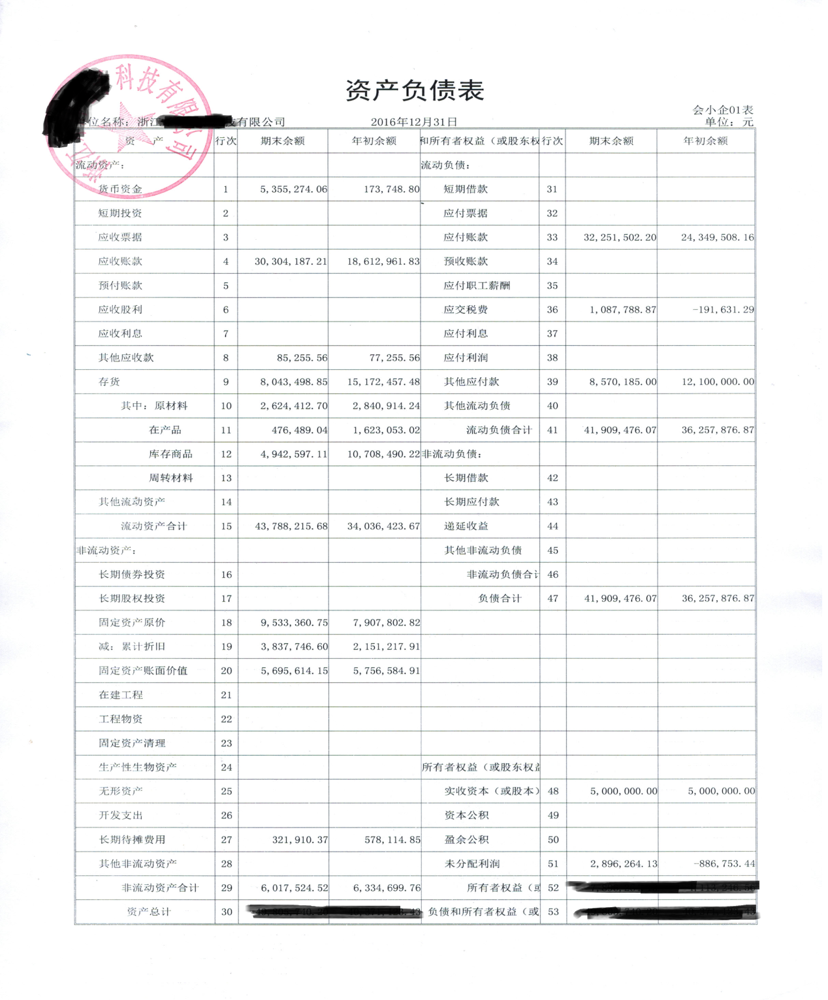 科技有限公司
资产负债表
会小企01表
单位名称：浙江 技有限公司 2016年12月31日 单位：元
资 产 行次 期末余额 年初余额 和所有者权益（或股东权 行次 期末余额 年初余额
流动资产： 流动负债：
货币资金 1 5,355,274.06 173,748.80 短期借款 31
短期投资 2 应付票据 32
应收票据 3 应付账款 33 32,251,502.20 24,349,508.16
应收账款 4 30,304,187.21 18,612,961.83 预收账款 34
预付账款 5 应付职工薪酬 35
应收股利 6 应交税费 36 1,087,788.87 -191,631.29
应收利息 7 应付利息 37
其他应收款 8 85,255.56 77,255.56 应付利润 38
存货 9 8,043,498.85 15,172,457.48 其他应付款 39 8,570,185.00 12,100,000.00
其中：原材料 10 2,624,412.70 2,840,914.24 其他流动负债 40
在产品 11 476,489.04 1,623,053.02 流动负债合计 41 41,909,476.07 36,257,876.87
库存商品 12 4,942,597.11 10,708,490.22 非流动负债：
周转材料 13 长期借款 42
其他流动资产 14 长期应付款 43
流动资产合计 15 43,788,215.68 34,036,423.67 递延收益 44
非流动资产： 其他非流动负债 45
长期债券投资 16 非流动负债合计 46
长期股权投资 17 负债合计 47 41,909,476.07 36,257,876.87
固定资产原价 18 9,533,360.75 7,907,802.82
减：累计折旧 19 3,837,746.60 2,151,217.91
固定资产账面价值 20 5,695,614.15 5,756,584.91
在建工程 21
工程物资 22
固定资产清理 23
生产性生物资产 24 所有者权益（或股东权益
无形资产 25 实收资本（或股本） 48 5,000,000.00 5,000,000.00
开发支出 26 资本公积 49
长期待摊费用 27 321,910.37 578,114.85 盈余公积 50
其他非流动资产 28 未分配利润 51 2,896,264.13 -886,753.44
非流动资产合计 29 6,017,524.52 6,334,699.76 所有者权益（或 52
资产总计 30 负债和所有者权益（或 53